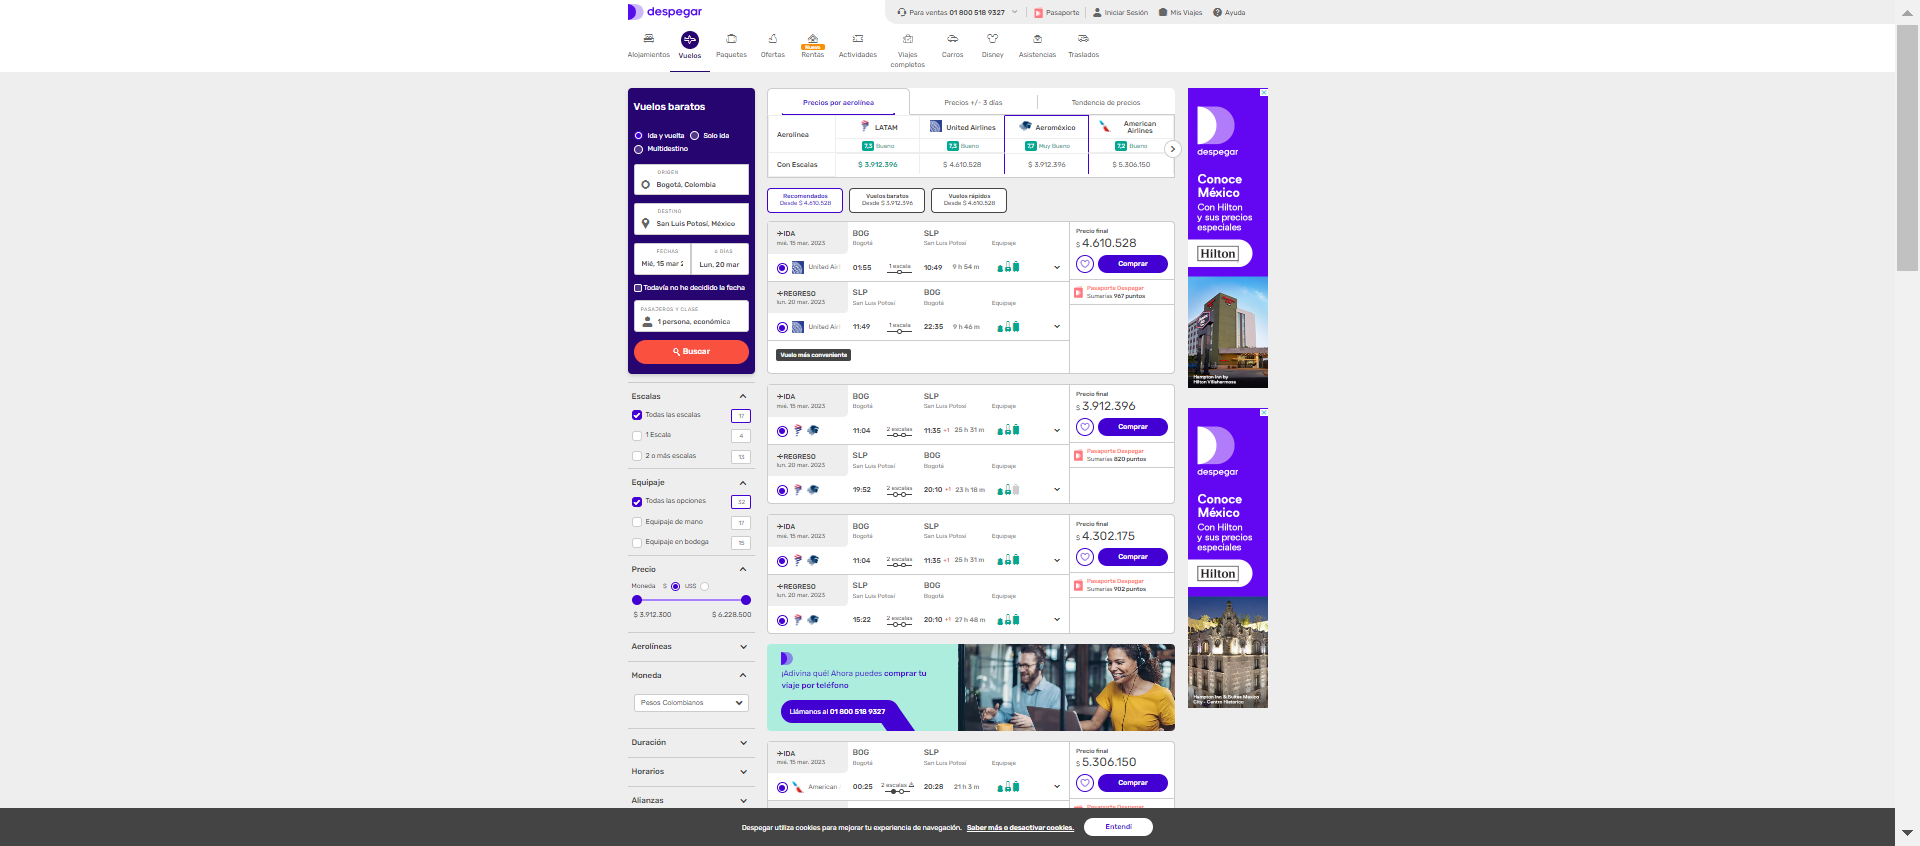 despegar
Para ventas 01 800 518 9327
Pasaporte
Iniciar Sesión
Mis Viajes
Ayuda
Alojamientos
Vuelos
Paquetes
Ofertas
Nuevo
Rentas
Actividades
Viajes
completos
Carros
Disney
Asistencias
Traslados
Vuelos baratos
Ida y vuelta
Solo ida
Multidestino
ORIGEN
Bogotá, Colombia
DESTINO
San Luis Potosí, México
FECHAS
Mié, 15 mar 2
6 DÍAS
Lun, 20 mar
Todavía no he decidido la fecha
PASAJEROS Y CLASE
1 persona, económica
Buscar
Escalas
Todas las escalas 17
1 Escala 4
2 o más escalas 13
Equipaje
Todas las opciones 32
Equipaje de mano 17
Equipaje en bodega 15
Precio
Moneda $ US$
$ 3.912.300 $ 6.228.500
Aerolíneas
Moneda
Pesos Colombianos
Duración
Horarios
Alianzas
Precios por aerolínea
Precios +/- 3 días
Tendencia de precios
Aerolínea
LATAM
United Airlines
Aeroméxico
American
Airlines
7,3 Bueno
7,3 Bueno
7,7 Muy Bueno
7,2 Bueno
Con Escalas
$ 3.912.396
$ 4.610.528
$ 3.912.396
$ 5.306.150
Recomendados
Desde $ 4.610.528
Vuelos baratos
Desde $ 3.912.396
Vuelos rápidos
Desde $ 4.610.528
IDA BOG SLP
mié. 15 mar. 2023 Bogotá San Luis Potosí Equipaje
United Airl 01:55 1 escala 10:49 9 h 54 m
REGRESO SLP BOG
lun. 20 mar. 2023 San Luis Potosí Bogotá Equipaje
United Airl 11:49 1 escala 22:35 9 h 46 m
Vuelo más conveniente
Precio final
$ 4.610.528
Comprar
Pasaporte Despegar
Sumarías 967 puntos
IDA BOG SLP
mié. 15 mar. 2023 Bogotá San Luis Potosí Equipaje
11:04 2 escalas 11:35 +1 25 h 31 m
REGRESO SLP BOG
lun. 20 mar. 2023 San Luis Potosí Bogotá Equipaje
19:52 2 escalas 20:10 +1 23 h 18 m
Precio final
$ 3.912.396
Comprar
Pasaporte Despegar
Sumarías 820 puntos
IDA BOG SLP
mié. 15 mar. 2023 Bogotá San Luis Potosí Equipaje
11:04 2 escalas 11:35 +1 25 h 31 m
REGRESO SLP BOG
lun. 20 mar. 2023 San Luis Potosí Bogotá Equipaje
15:22 2 escalas 20:10 +1 27 h 48 m
Precio final
$ 4.302.175
Comprar
Pasaporte Despegar
Sumarías 902 puntos
¡Adivina qué! Ahora puedes comprar tu
viaje por teléfono
Llámanos al 01 800 518 9327
IDA BOG SLP
mié. 15 mar. 2023 Bogotá San Luis Potosí Equipaje
American 00:25 2 escalas 20:28 21 h 3 m
Precio final
$ 5.306.150
Comprar
Pasaporte Despegar
despegar
Conoce
México
Con Hilton
y sus precios
especiales
Hilton
Hampton Inn by
Hilton Villahermosa
despegar
Conoce
México
Con Hilton
y sus precios
especiales
Hilton
Hampton Inn & Suites Mexico
City - Centro Historico
Despegar utiliza cookies para mejorar tu experiencia de navegación. Saber más o desactivar cookies.
Entendí